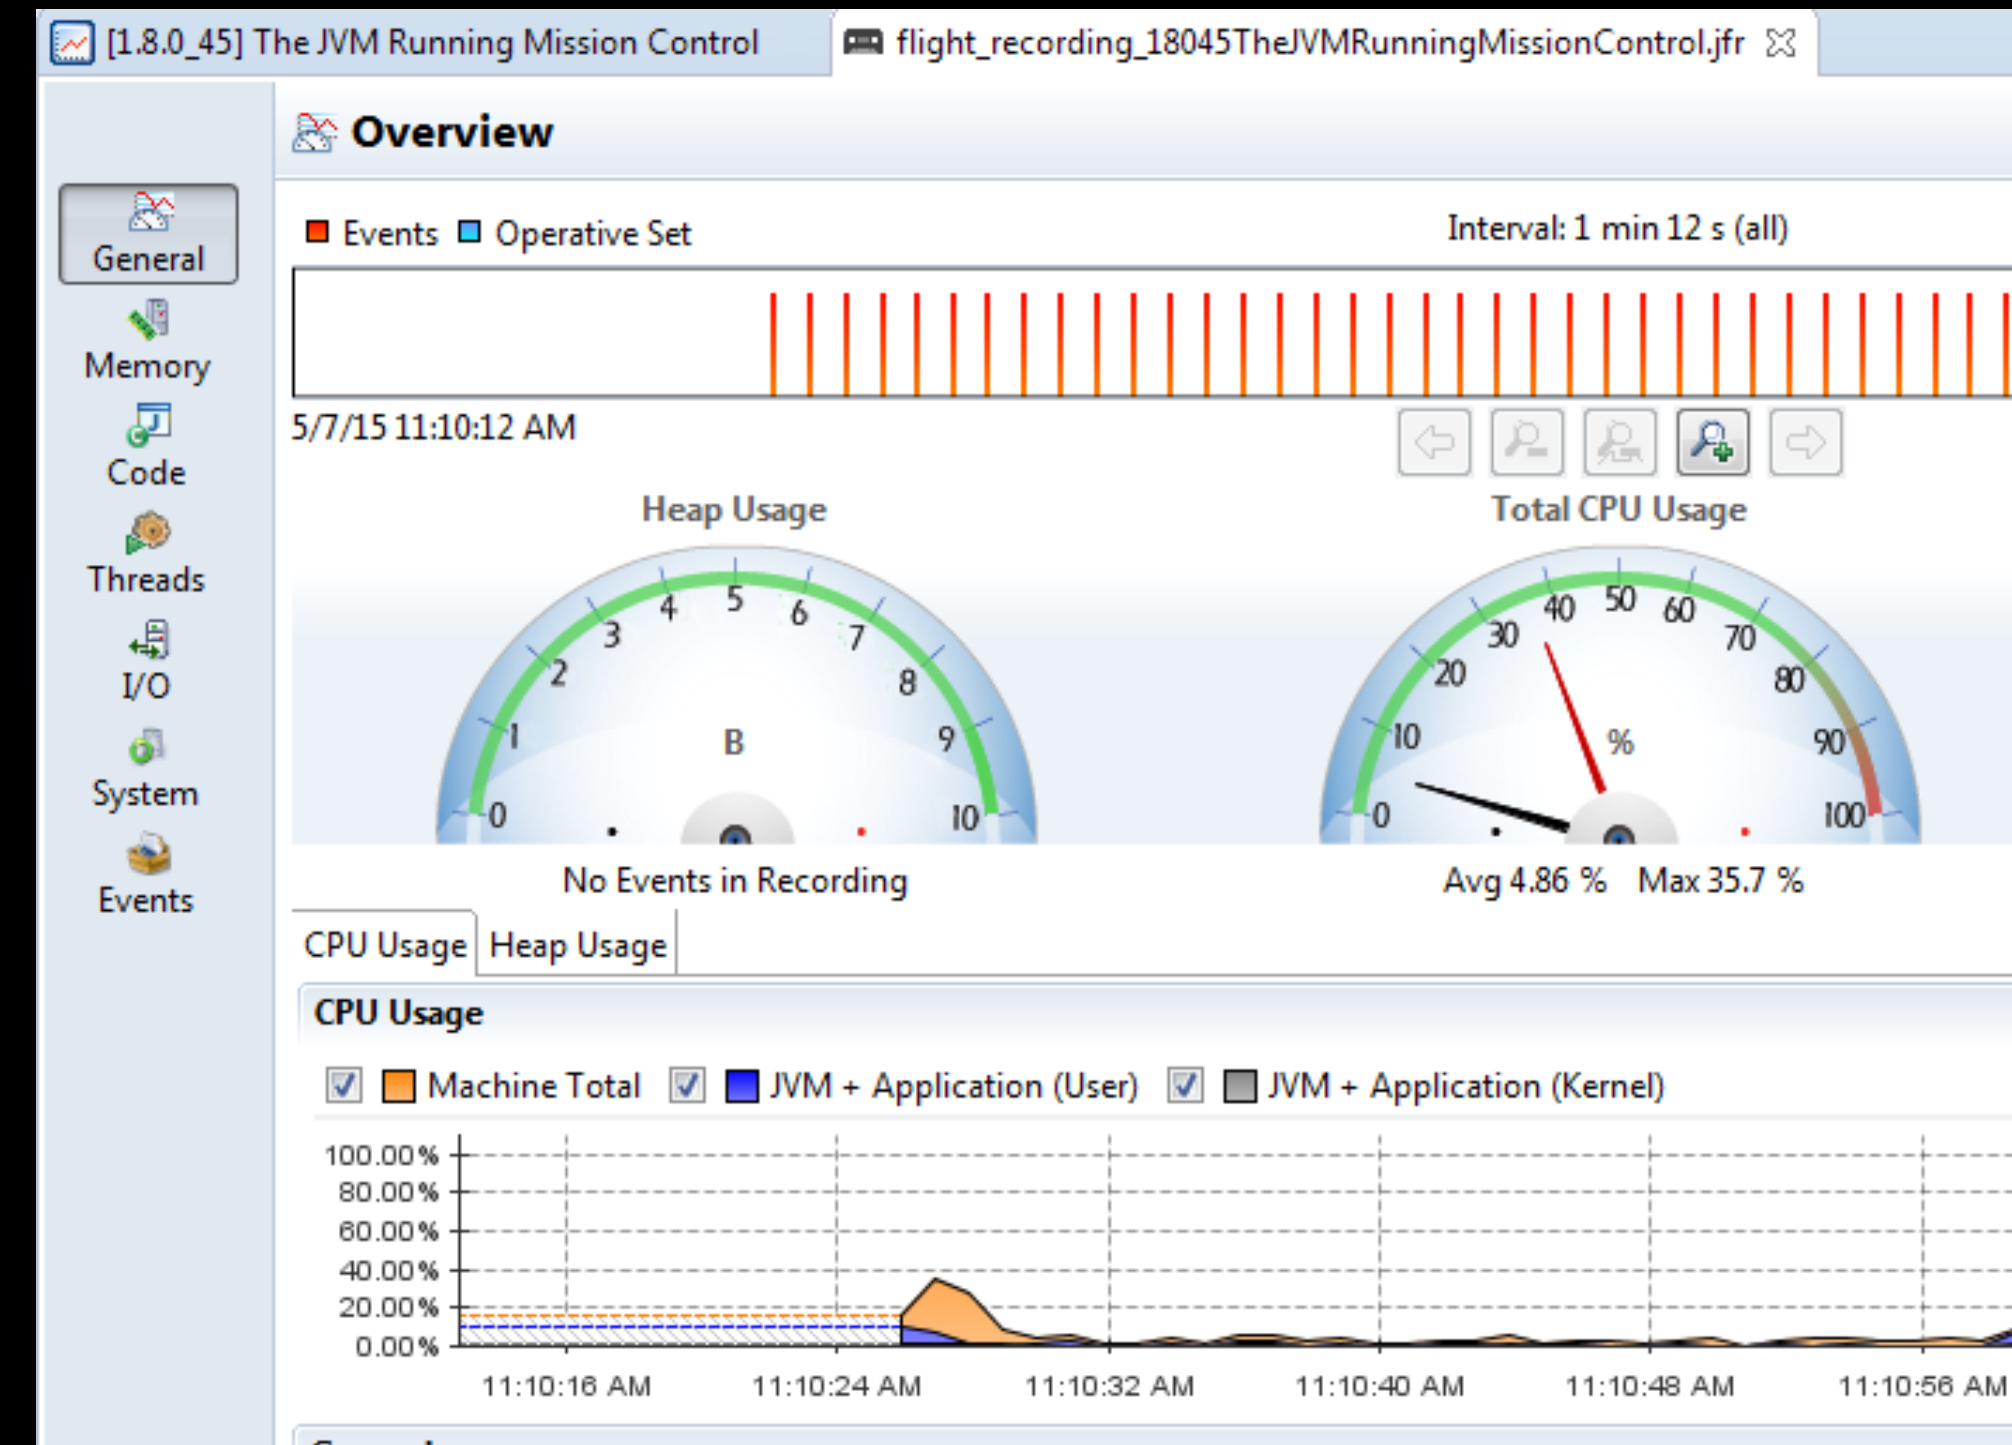 [1.8.0_45] The JVM Running Mission Control
flight_recording_18045TheJVMRunningMissionControl.jfr
Overview
General
Memory
Code
Threads
I/O
System
Events
Events Operative Set
Interval: 1 min 12 s (all)
5/7/15 11:10:12 AM
Heap Usage
0 1 2 3 4 5 6 7 8 9 10
B
No Events in Recording
Total CPU Usage
0 10 20 30 40 50 60 70 80 90 100
%
Avg 4.86 % Max 35.7 %
CPU Usage Heap Usage
CPU Usage
Machine Total JVM + Application (User) JVM + Application (Kernel)
100.00%
80.00%
60.00%
40.00%
20.00%
0.00%
11:10:16 AM 11:10:24 AM 11:10:32 AM 11:10:40 AM 11:10:48 AM 11:10:56 AM